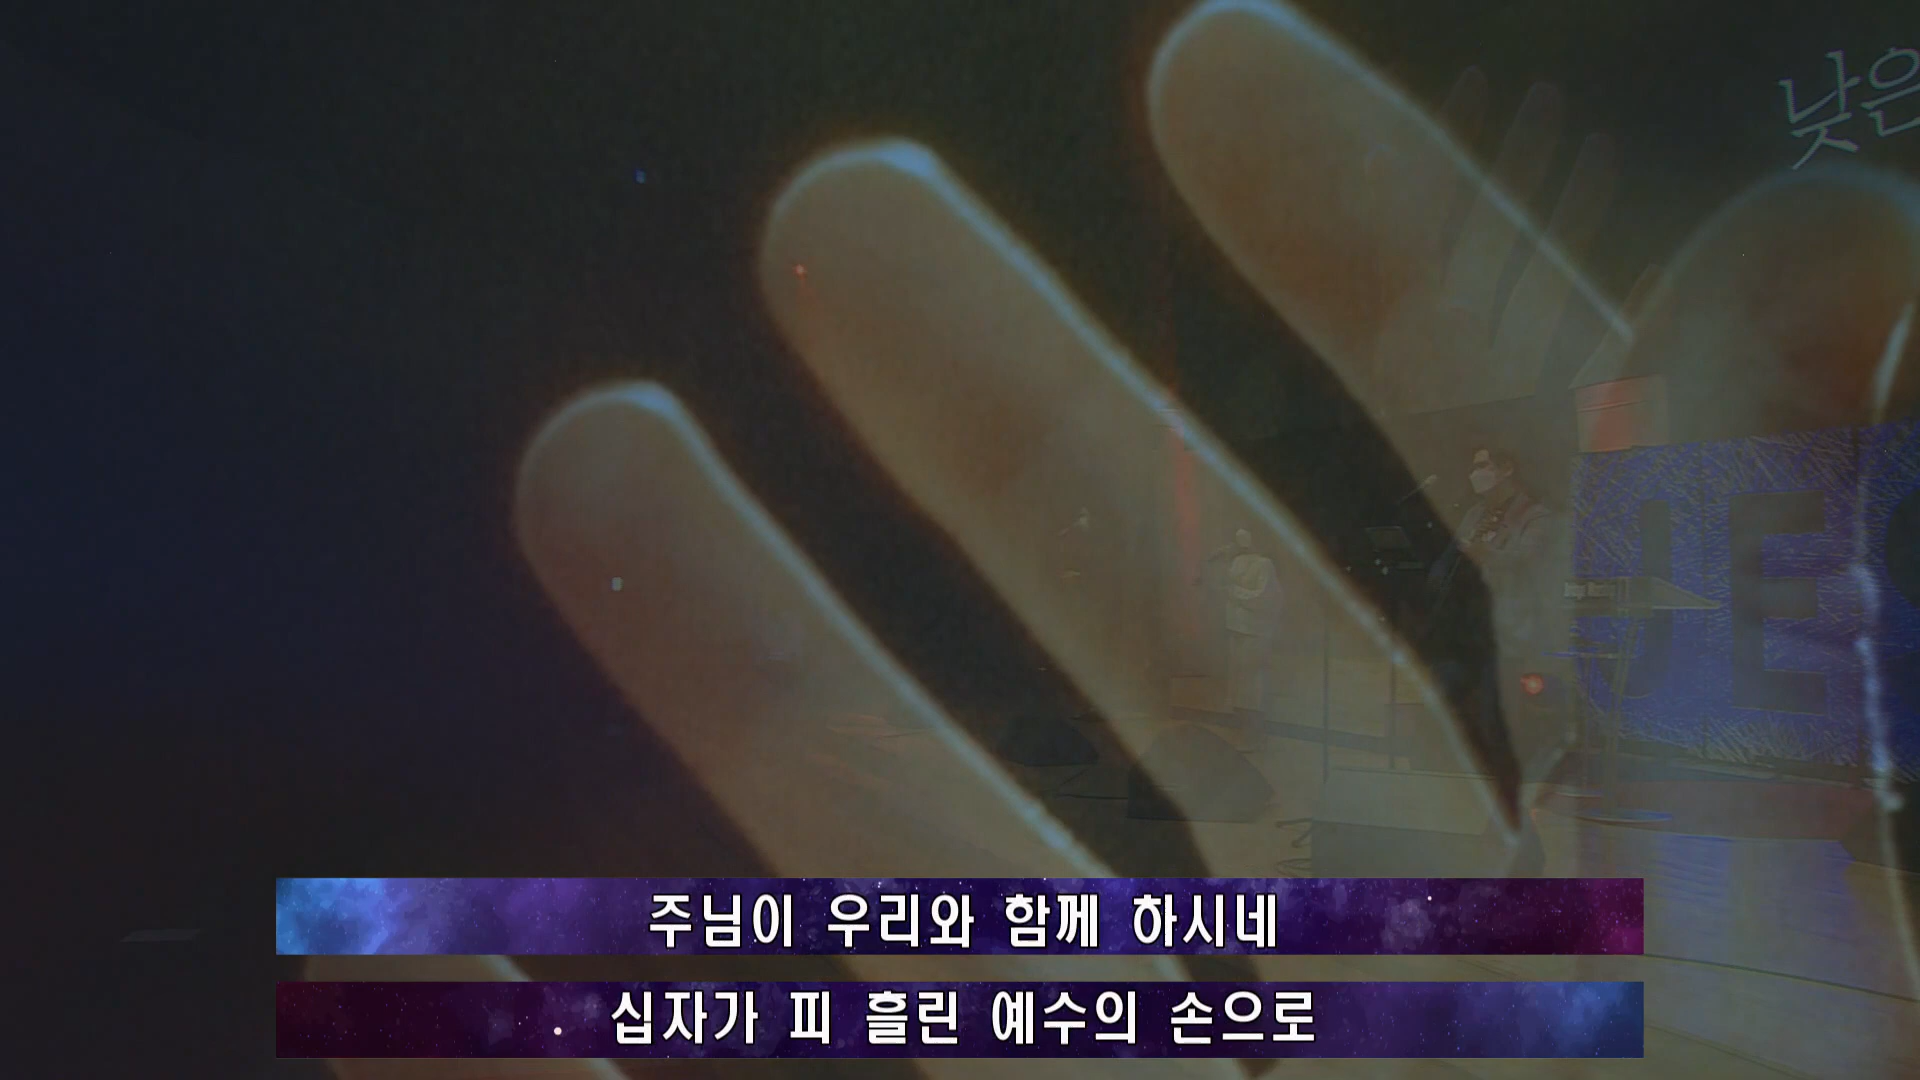 낮은
JES
주님이 우리와 함께 하시네
십자가 피 흘린 예수의 손으로